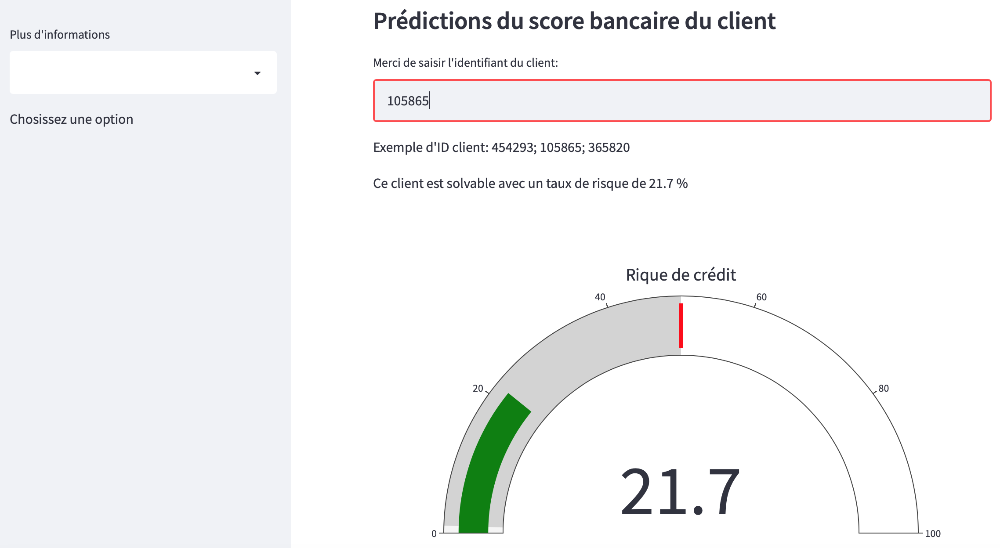 Plus d'informations
Chosissez une option
Prédictions du score bancaire du client
Merci de saisir l'identifiant du client:
105865
Exemple d'ID client: 454293; 105865; 365820
Ce client est solvable avec un taux de risque de 21.7 %
Rique de crédit
0
20
40
60
80
100
21.7